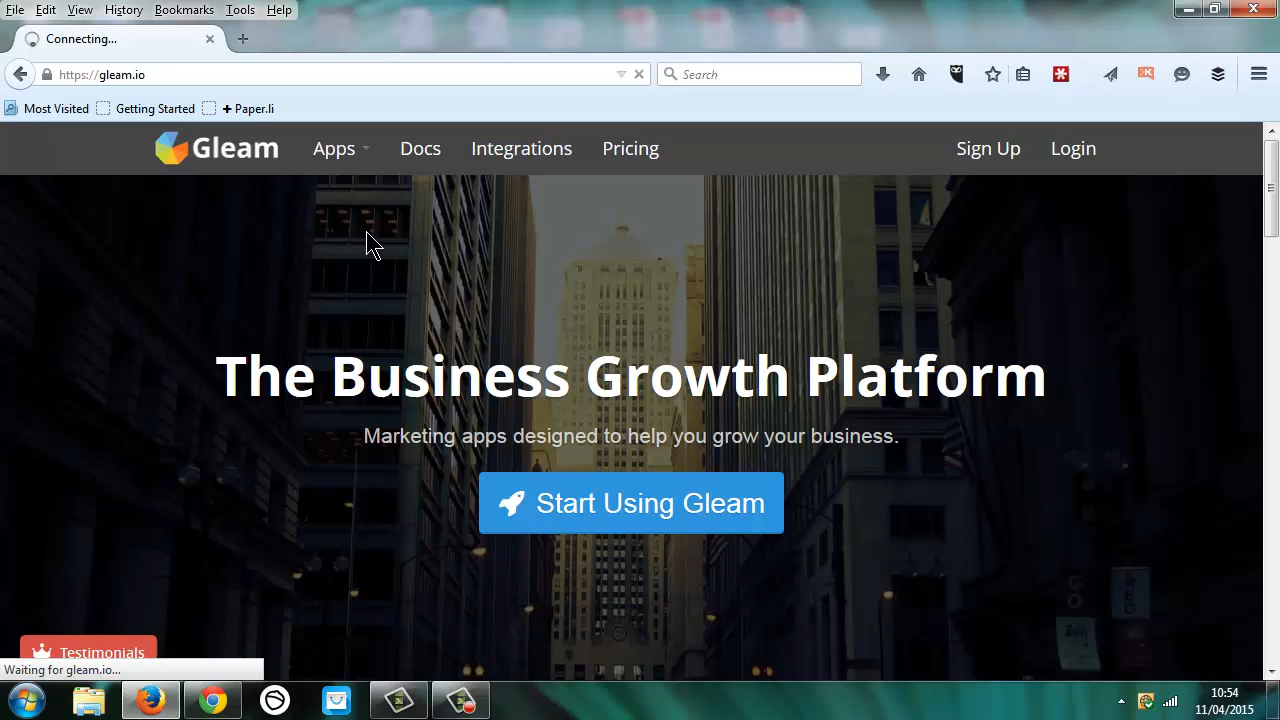 File Edit View History Bookmarks Tools Help
Connecting...
https://gleam.io
Search
Most Visited Getting Started Paper.li
Gleam Apps Docs Integrations Pricing Sign Up Login
The Business Growth Platform
Marketing apps designed to help you grow your business.
Start Using Gleam
GO
Testimonials
Waiting for gleam.io...
10:54
11/04/2015